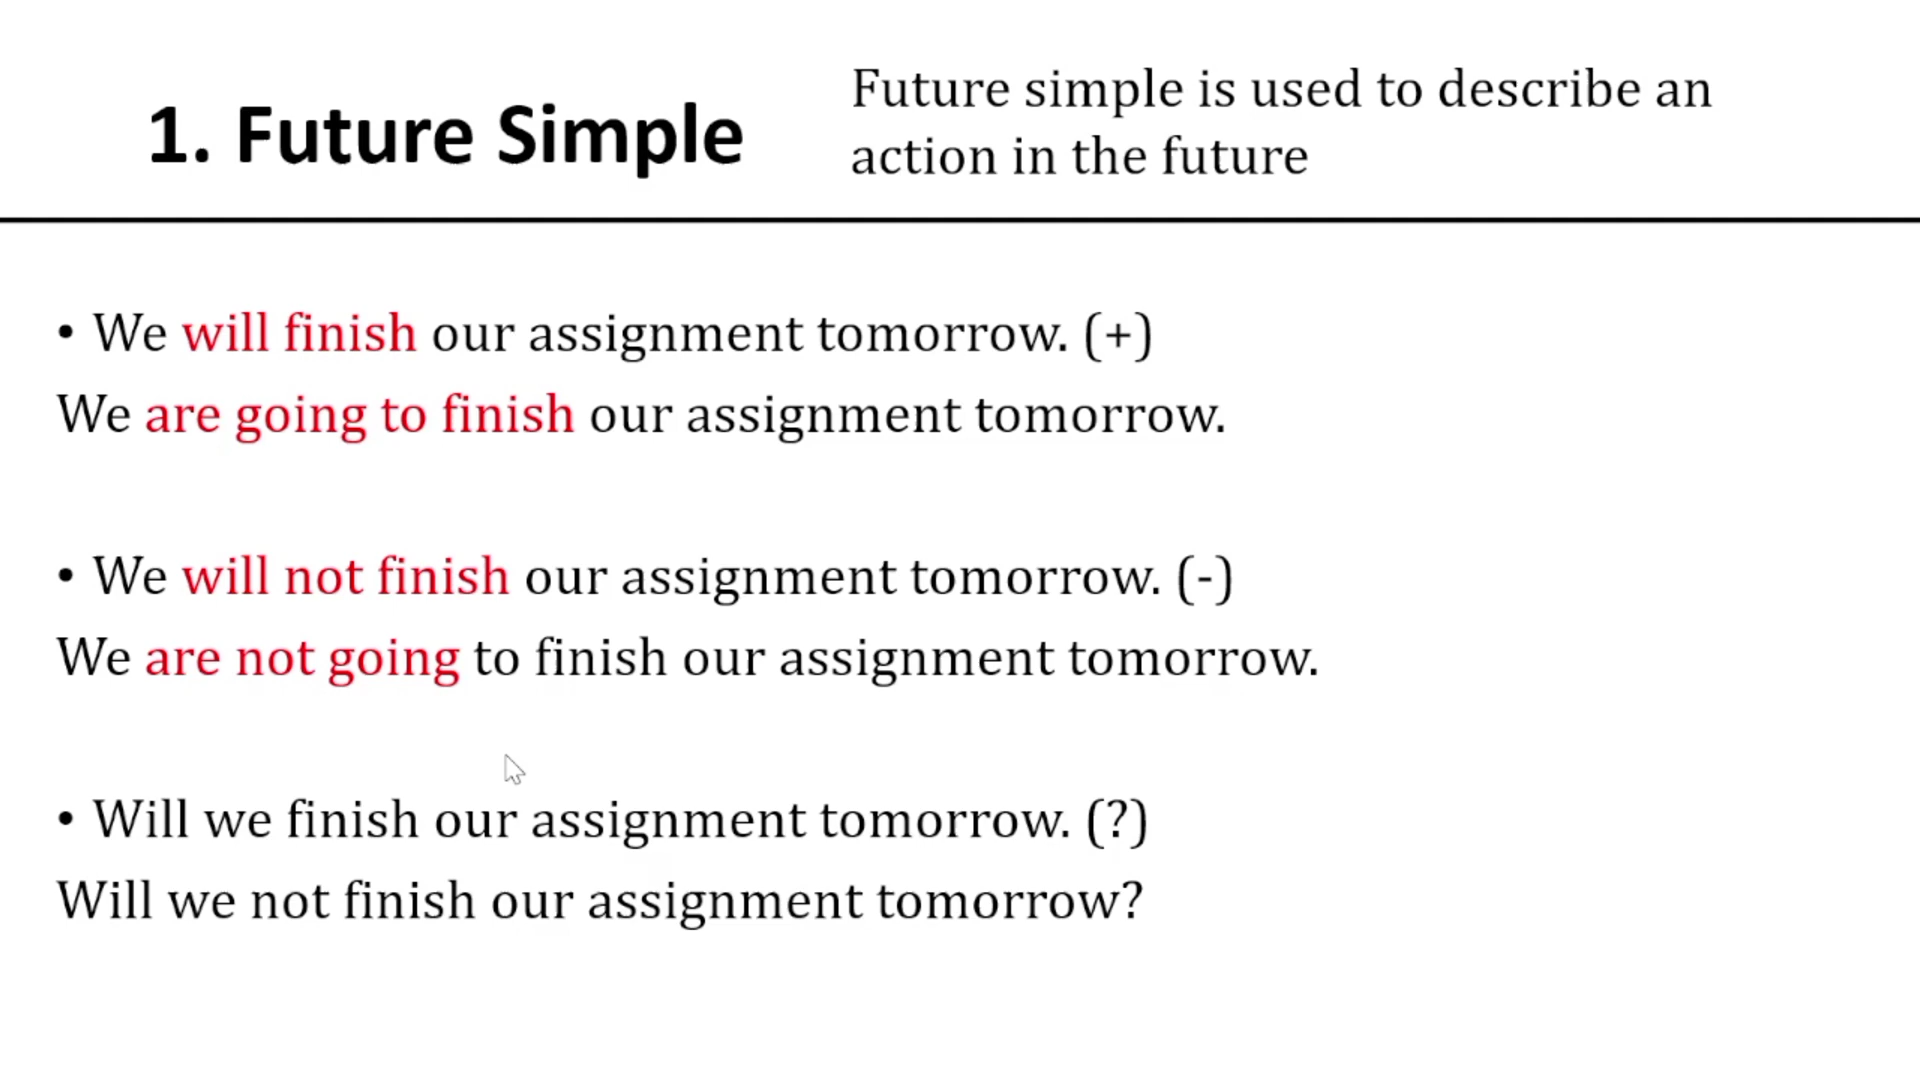 1. Future Simple
Future simple is used to describe an
action in the future
• We will finish our assignment tomorrow. (+)
We are going to finish our assignment tomorrow.
• We will not finish our assignment tomorrow. (-)
We are not going to finish our assignment tomorrow.
• Will we finish our assignment tomorrow. (?)
Will we not finish our assignment tomorrow?